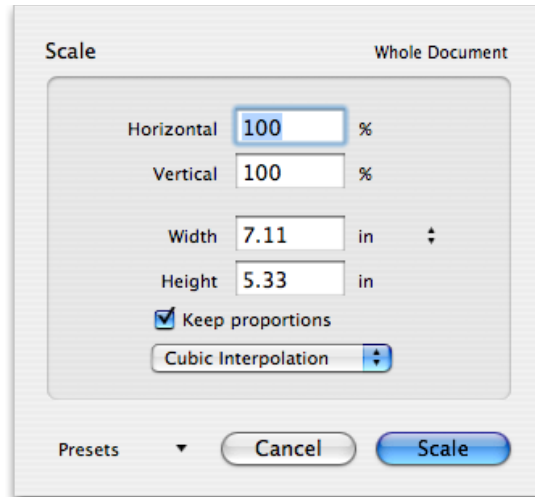 Scale Whole Document
Horizontal 100 %
Vertical 100 %
Width 7.11 in
Height 5.33 in
Keep proportions
Cubic Interpolation
Presets Cancel Scale